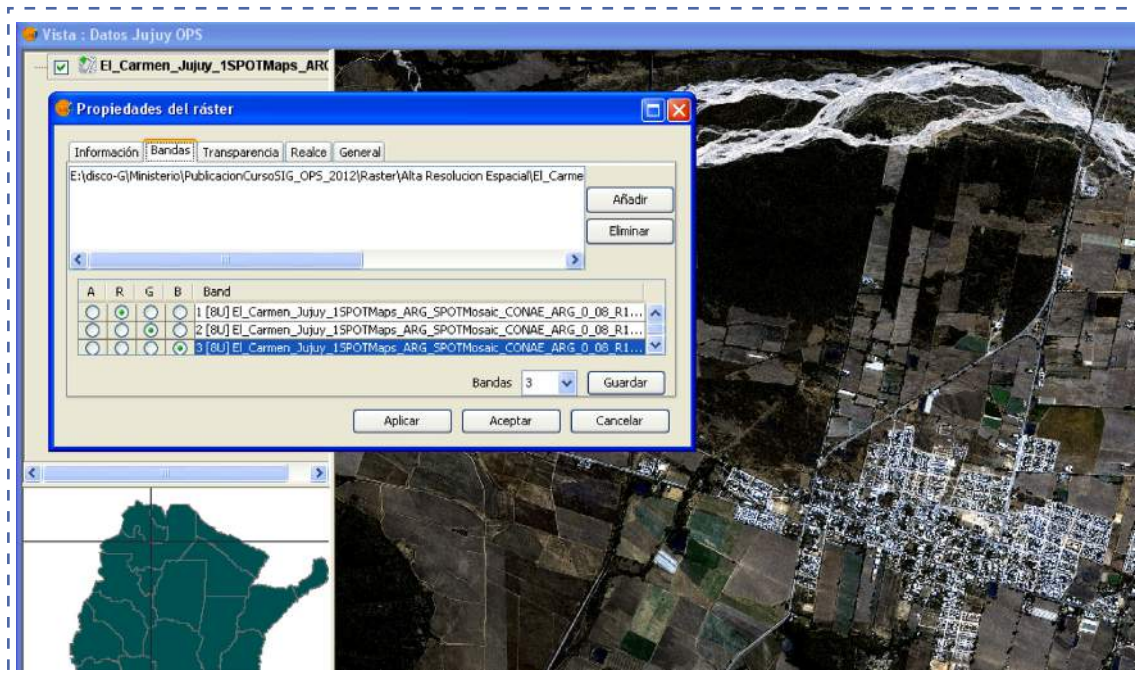 Vista : Datos Jujuy OPS
El_Carmen_Jujuy_1SPOTMaps_AR(
Propiedades del ráster
Información Bandas Transparencia Realce General
E:\disco-G\Ministerio\PublicacionCursoSIG_OPS_2012\Raster\Alta Resolucion Espacial\El_Carme
Añadir
Eliminar
A R G B Band
1 [8U] El_Carmen_Jujuy_1SPOTMaps_ARG_SPOTMosaic_CONAE_ARG_0_08_R1...
2 [8U] El_Carmen_Jujuy_1SPOTMaps_ARG_SPOTMosaic_CONAE_ARG_0_08_R1...
3 [8U] El_Carmen_Jujuy_1SPOTMaps_ARG_SPOTMosaic_CONAE_ARG_0_08_R1...
Bandas 3 Guardar
Aplicar Aceptar Cancelar